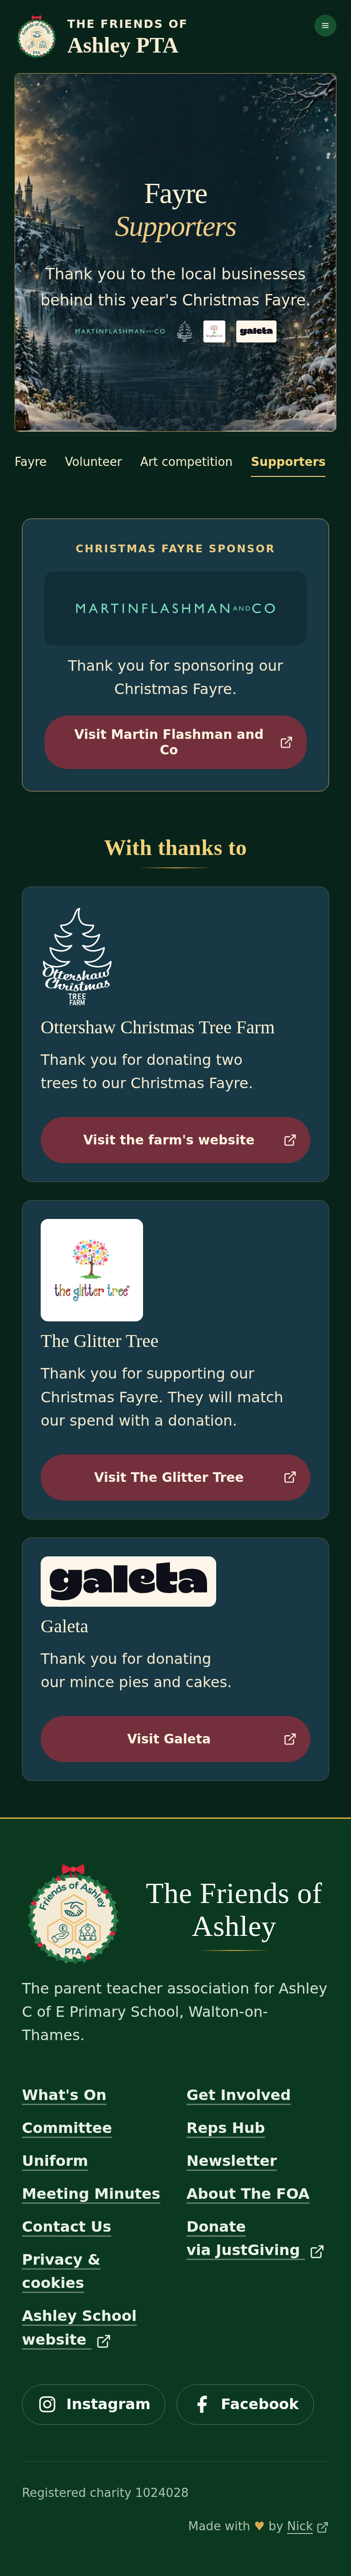 THE FRIENDS OF
Ashley PTA
Fayre
Supporters
Thank you to the local businesses
behind this year's Christmas Fayre.
MARTINFLASHMANANDCO
galeta
Fayre
Volunteer
Art competition
Supporters
CHRISTMAS FAYRE SPONSOR
MARTINFLASHMANANDCO
Thank you for sponsoring our
Christmas Fayre.
Visit Martin Flashman and
Co
With thanks to
Ottershaw
Christmas
TREE
FARM
Ottershaw Christmas Tree Farm
Thank you for donating two
trees to our Christmas Fayre.
Visit the farm's website
the glitter tree
The Glitter Tree
Thank you for supporting our
Christmas Fayre. They will match
our spend with a donation.
Visit The Glitter Tree
galeta
Galeta
Thank you for donating
our mince pies and cakes.
Visit Galeta
Friends of Ashley
PTA
The Friends of
Ashley
The parent teacher association for Ashley
C of E Primary School, Walton-on-
Thames.
What's On
Committee
Uniform
Meeting Minutes
Contact Us
Privacy &
cookies
Ashley School
website
Get Involved
Reps Hub
Newsletter
About The FOA
Donate
via JustGiving
Instagram
Facebook
Registered charity 1024028
Made with ♥ by Nick